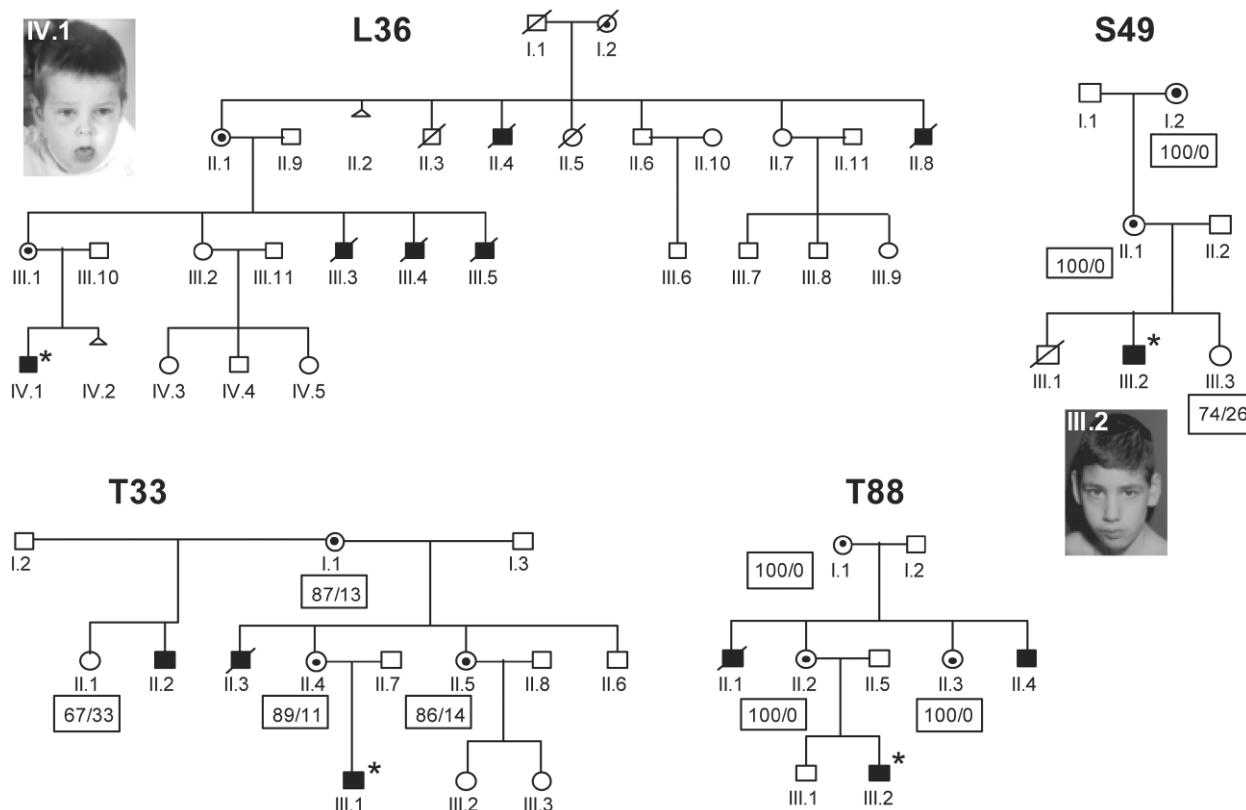 IV.1
L36
S49
I.1 I.2
I.1 I.2
100/0
II.1 II.9 II.2 II.3 II.4 II.5 II.6 II.10 II.7 II.11 II.8
II.1 II.2
100/0
III.1 III.10 III.2 III.11 III.3 III.4 III.5 III.6 III.7 III.8 III.9
*
IV.1 IV.2 IV.3 IV.4 IV.5
*
III.1 III.2 III.3
74/26
III.2
T33
T88
I.2 I.1 I.3
87/13
I.1 I.2
100/0
II.1 II.2 II.3 II.4 II.7 II.5 II.8 II.6
67/33 89/11 86/14
II.1 II.2 II.5 II.3 II.4
100/0 100/0
*
III.1 III.2 III.3
*
III.1 III.2